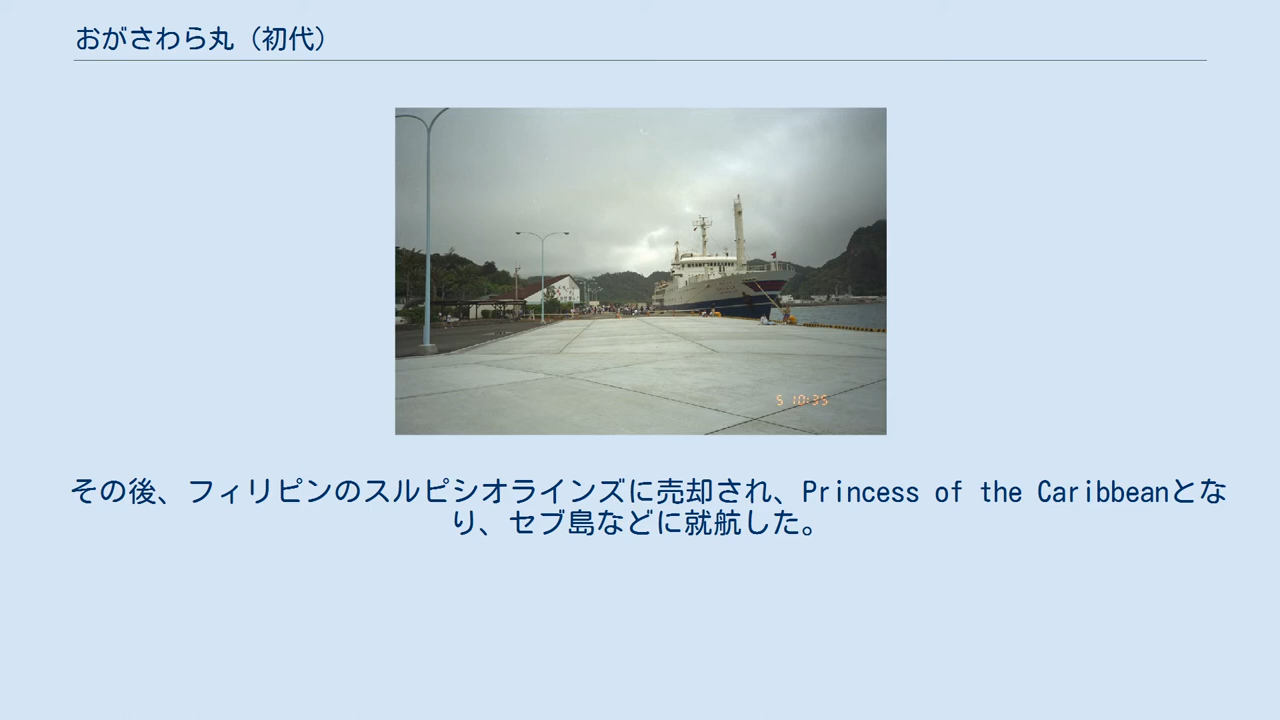 おがさわら丸（初代）
5 10:35
その後、フィリピンのスルピシオラインズに売却され、Princess of the Caribbeanとな
り、セブ島などに就航した。